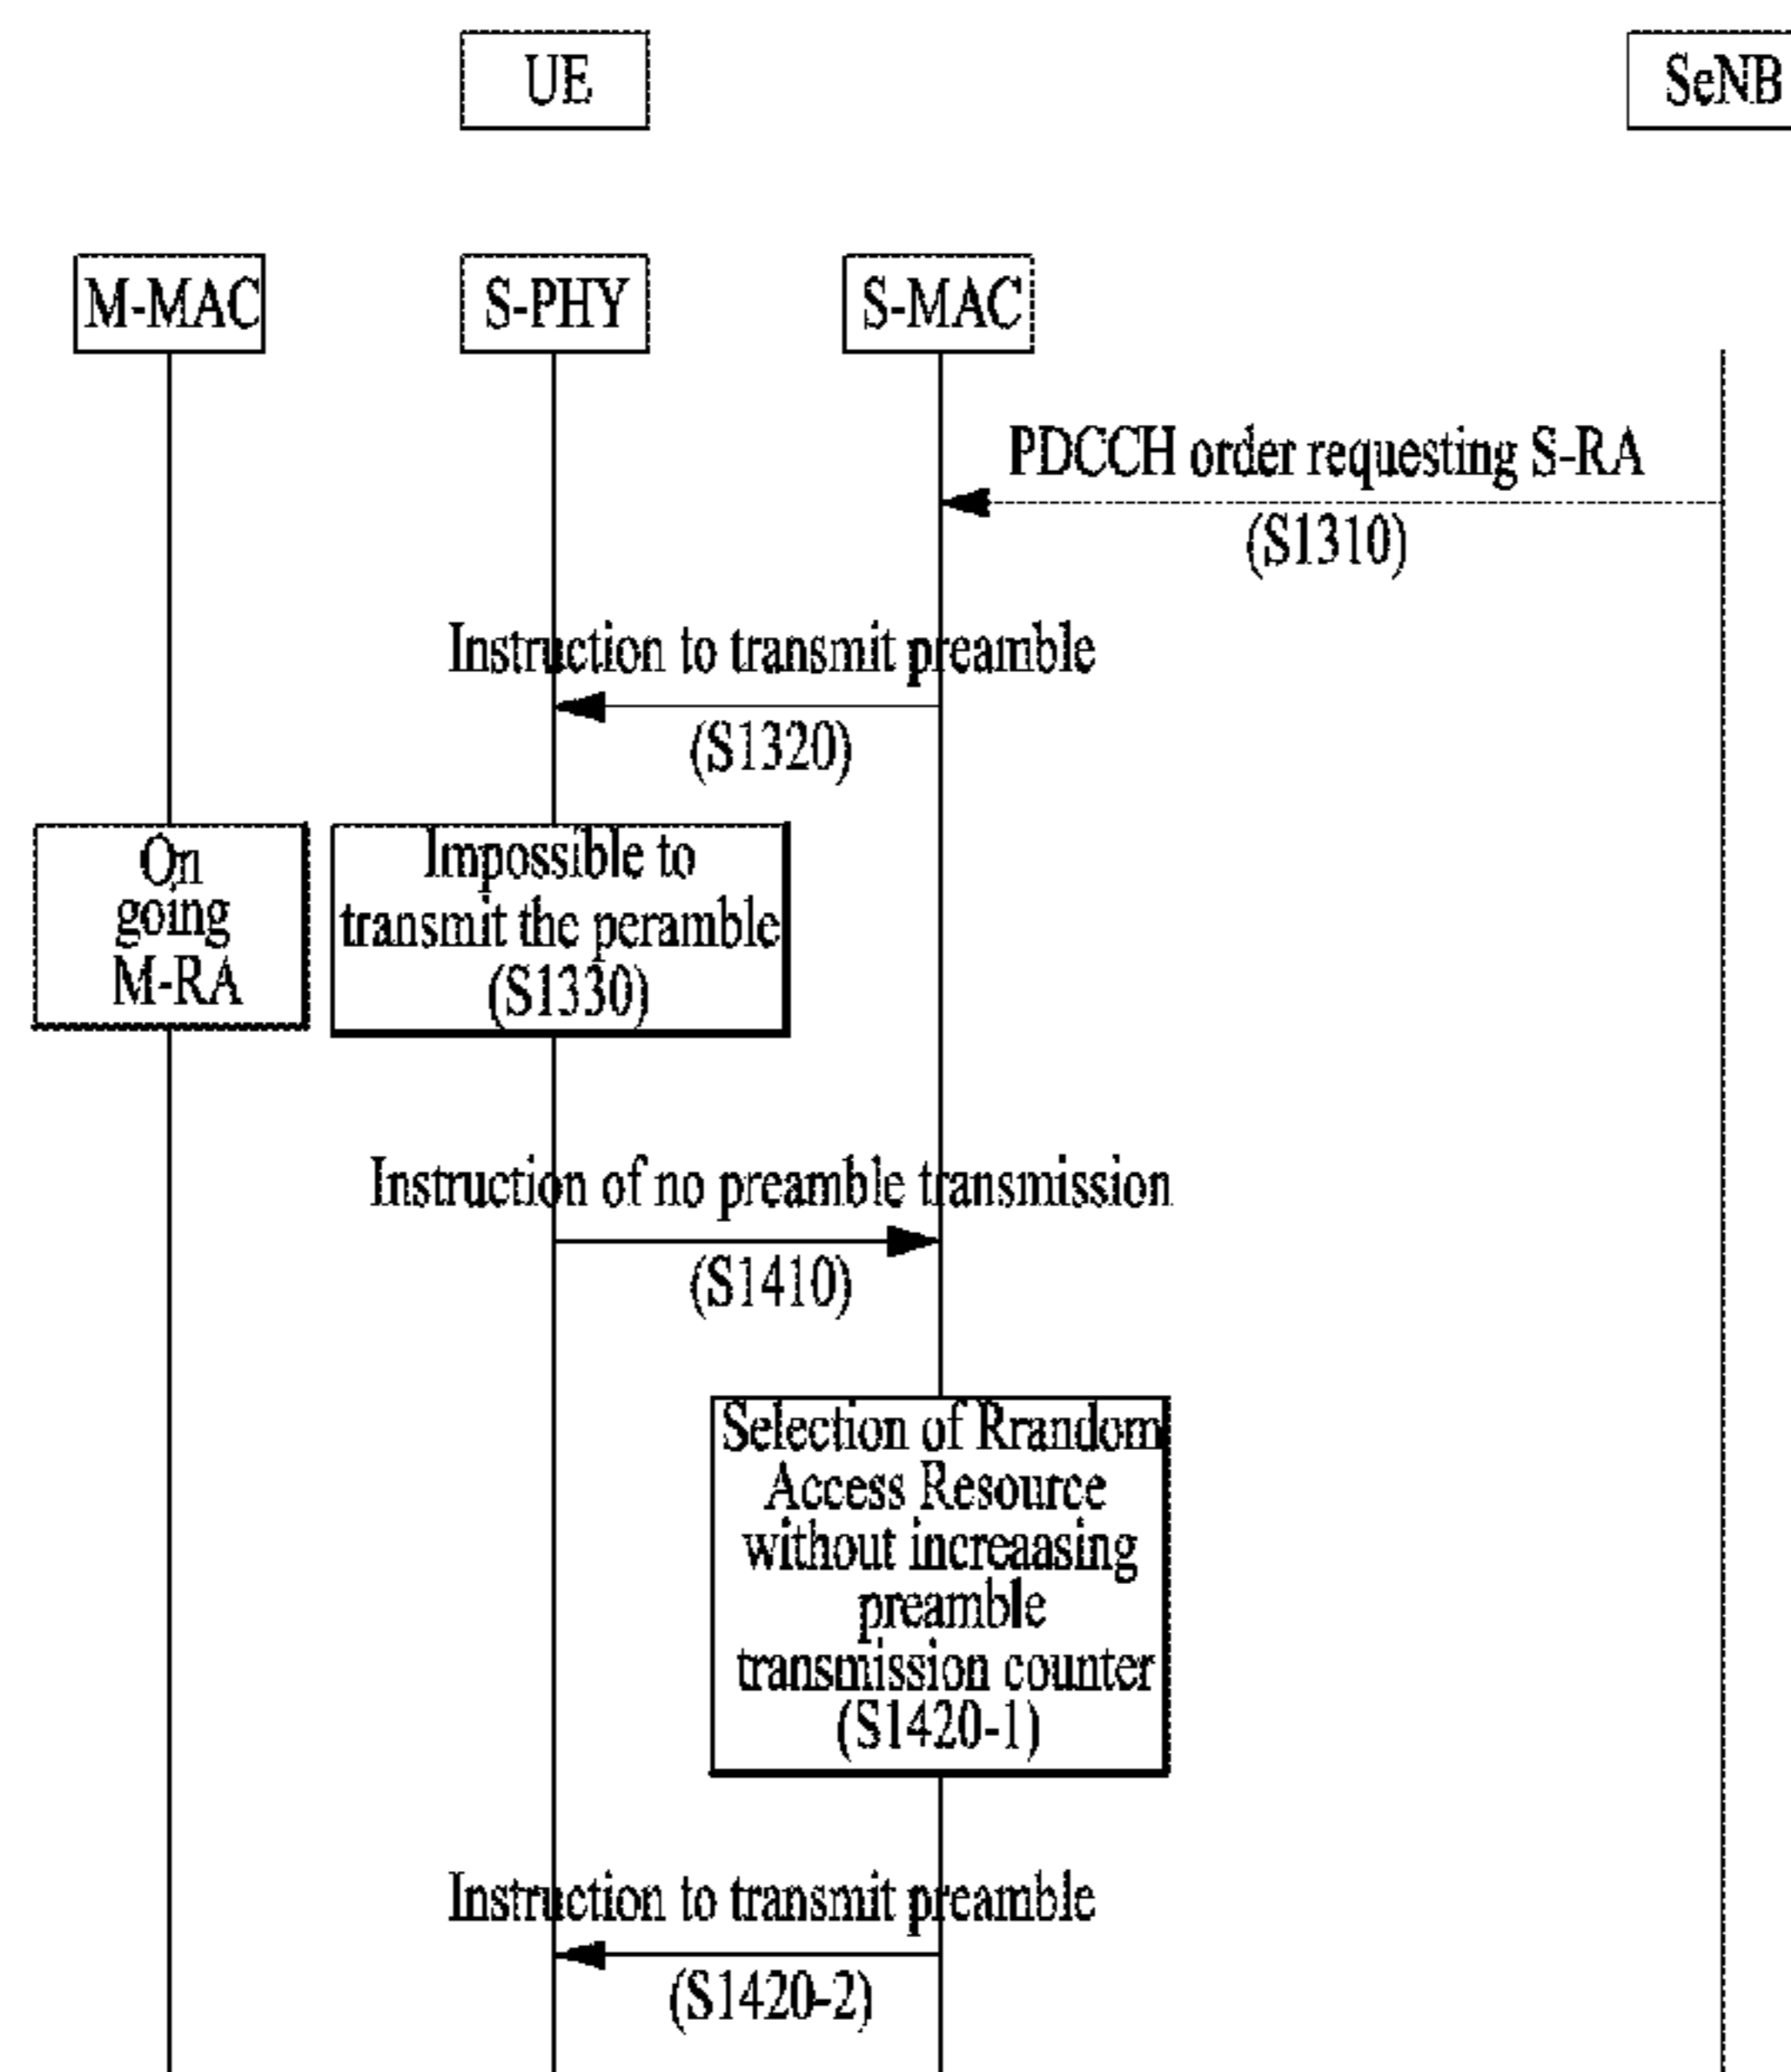 UE
SeNB
M-MAC
S-PHY
S-MAC
PDCCH order requesting S-RA
(S1310)
Instruction to transmit preamble
(S1320)
On
going
M-RA
Impossible to
transmit the peramble
(S1330)
Instruction of no preamble transmission
(S1410)
Selection of Rrandom
Access Resource
without increaasing
preamble
transmission counter
(S1420-1)
Instruction to transmit preamble
(S1420-2)